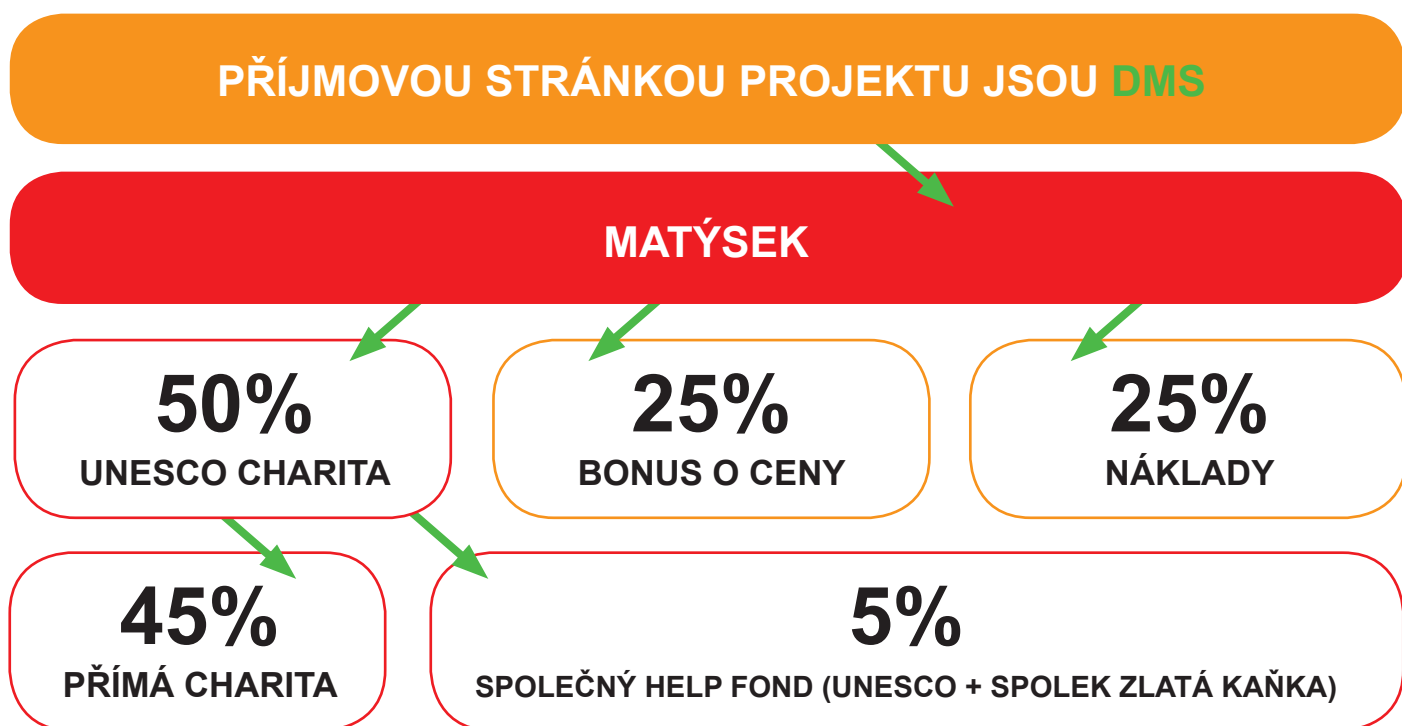 PŘÍJMOVOU STRÁNKOU PROJEKTU JSOU DMS
MATÝSEK
50%
UNESCO CHARITA
25%
BONUS O CENY
25%
NÁKLADY
45%
PŘÍMÁ CHARITA
5%
SPOLEČNÝ HELP FOND (UNESCO + SPOLEK ZLATÁ KAŇKA)